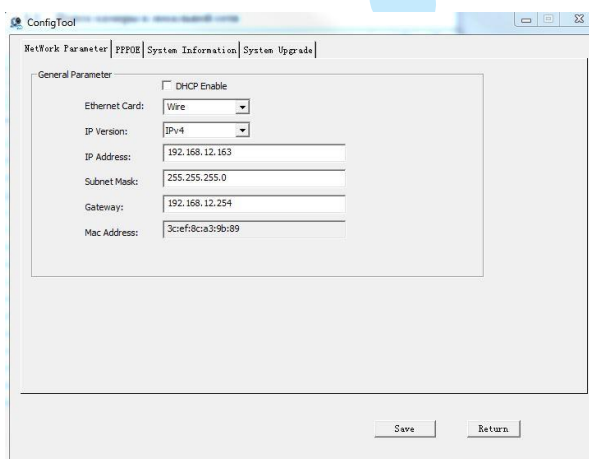 ConfigTool
NetWork Parameter PPPOE System Information System Upgrade
General Parameter
DHCP Enable
Ethernet Card: Wire
IP Version: IPv4
IP Address: 192.168.12.163
Subnet Mask: 255.255.255.0
Gateway: 192.168.12.254
Mac Address: 3c:ef:8c:a3:9b:89
Save Return